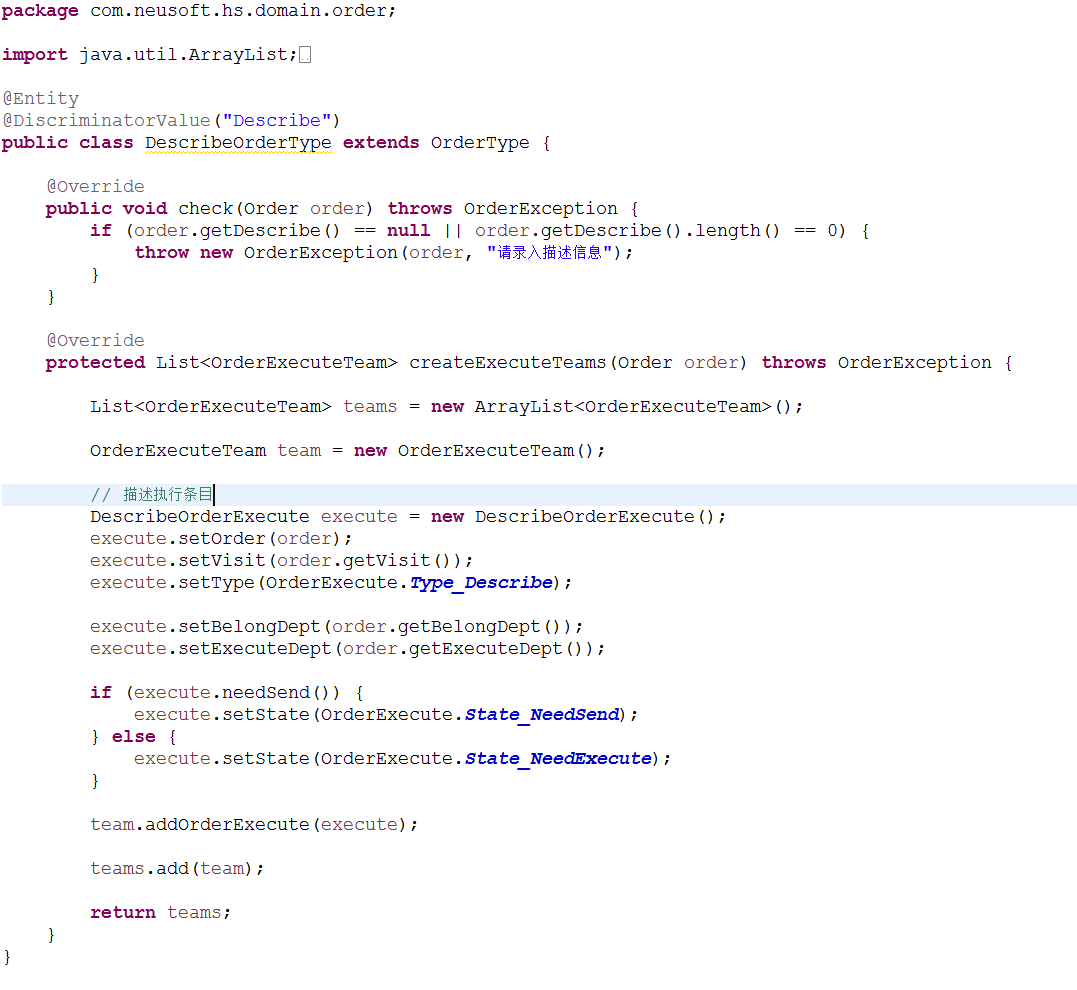 package com.neusoft.hs.domain.order;
import java.util.ArrayList;
@Entity
@DiscriminatorValue("Describe")
public class DescribeOrderType extends OrderType {
@Override
public void check(Order order) throws OrderException {
if (order.getDescribe() == null || order.getDescribe().length() == 0) {
throw new OrderException(order, "请录入描述信息");
}
}
@Override
protected List<OrderExecuteTeam> createExecuteTeams(Order order) throws OrderException {
List<OrderExecuteTeam> teams = new ArrayList<OrderExecuteTeam>();
OrderExecuteTeam team = new OrderExecuteTeam();
// 描述执行条目
DescribeOrderExecute execute = new DescribeOrderExecute();
execute.setOrder(order);
execute.setVisit(order.getVisit());
execute.setType(OrderExecute.Type_Describe);
execute.setBelongDept(order.getBelongDept());
execute.setExecuteDept(order.getExecuteDept());
if (execute.needSend()) {
execute.setState(OrderExecute.State_NeedSend);
} else {
execute.setState(OrderExecute.State_NeedExecute);
}
team.addOrderExecute(execute);
teams.add(team);
return teams;
}
}